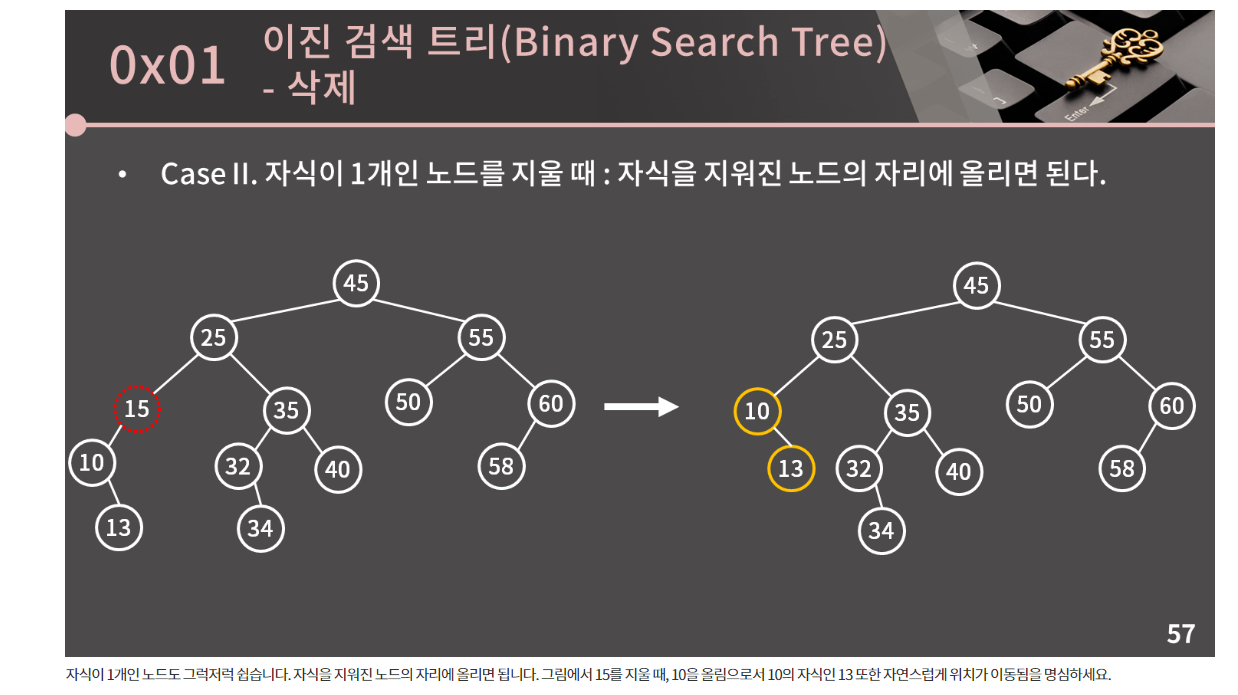 0x01
이진 검색 트리(Binary Search Tree)
- 삭제
Enter
• Case II. 자식이 1개인 노드를 지울 때 : 자식을 지워진 노드의 자리에 올리면 된다.
45 45
25 55 25 55
15 35 50 60 10 35 50 60
10 32 40 58 13 32 40 58
13 34 34
57
자식이 1개인 노드도 그럭저럭 쉽습니다. 자식을 지워진 노드의 자리에 올리면 됩니다. 그림에서 15를 지울 때, 10을 올림으로서 10의 자식인 13 또한 자연스럽게 위치가 이동됨을 명심하세요.